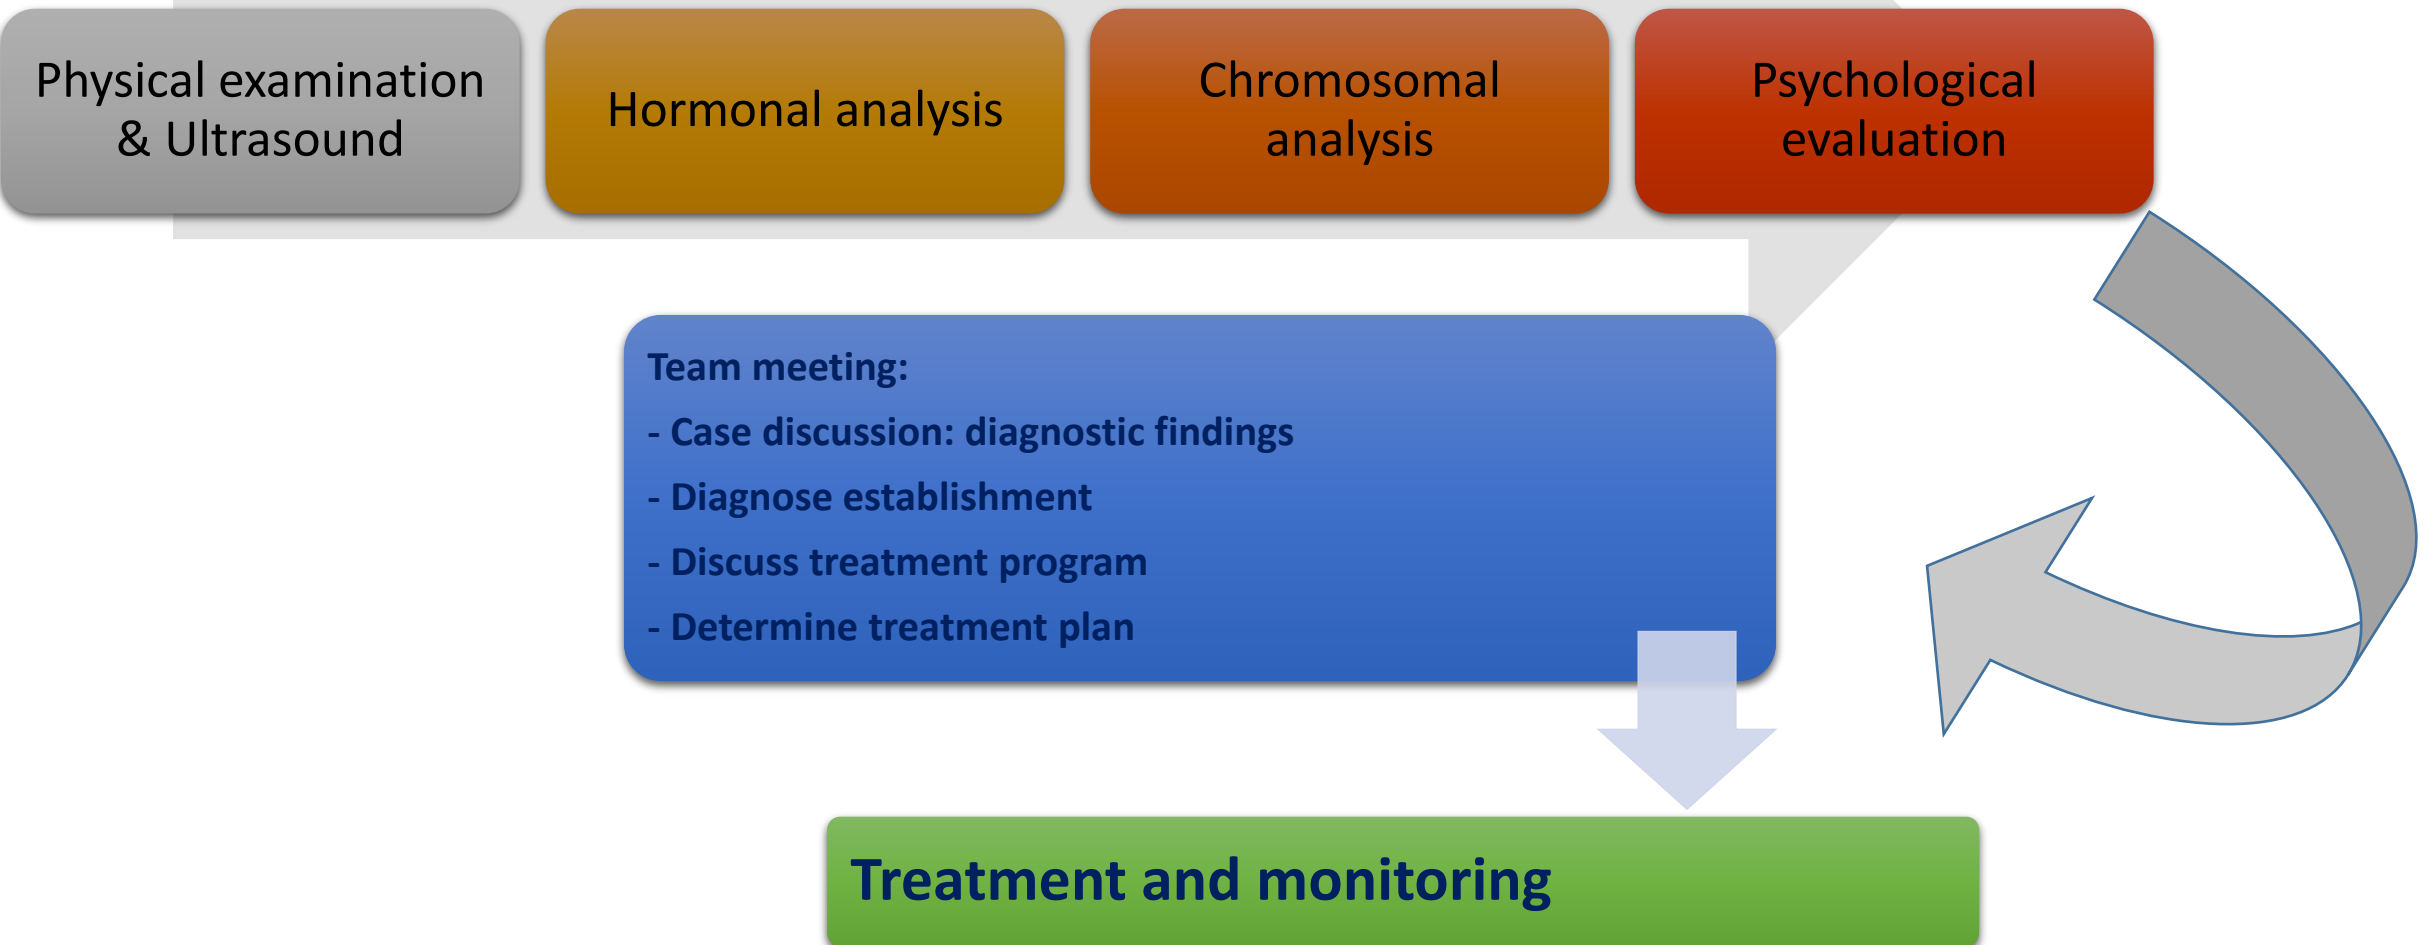 Physical examination
& Ultrasound
Hormonal analysis
Chromosomal
analysis
Psychological
evaluation
Team meeting:
- Case discussion: diagnostic findings
- Diagnose establishment
- Discuss treatment program
- Determine treatment plan
Treatment and monitoring